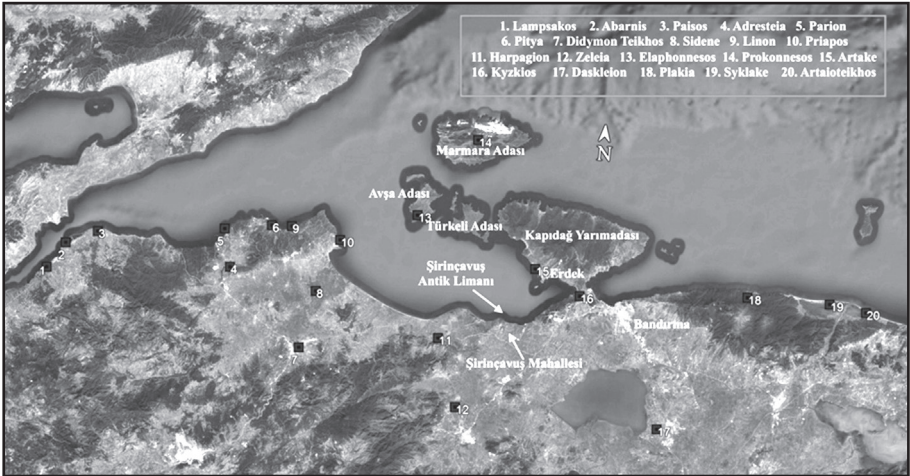 1. Lampsakos 2. Abarnis 3. Paisos 4. Adresteia 5. Parion
6. Pitya 7. Didymon Teikhos 8. Sidene 9. Linon 10. Priapos
11. Harpagion 12. Zeleia 13. Elaphonnesos 14. Prokonnesos 15. Artake
16. Kyzkios 17. Daskleion 18. Plakia 19. Syklake 20. Artaioteikhos
N
14
Marmara Adası
Avşa Adası
13
Türkeli Adası
Kapıdağ Yarımadası
5
6
9
10
3
2
1
4
8
Şirinçavuş
Antik Limanı
15
Erdek
16
18
19
20
Bandırma
11
Şirinçavuş Mahallesi
12
17